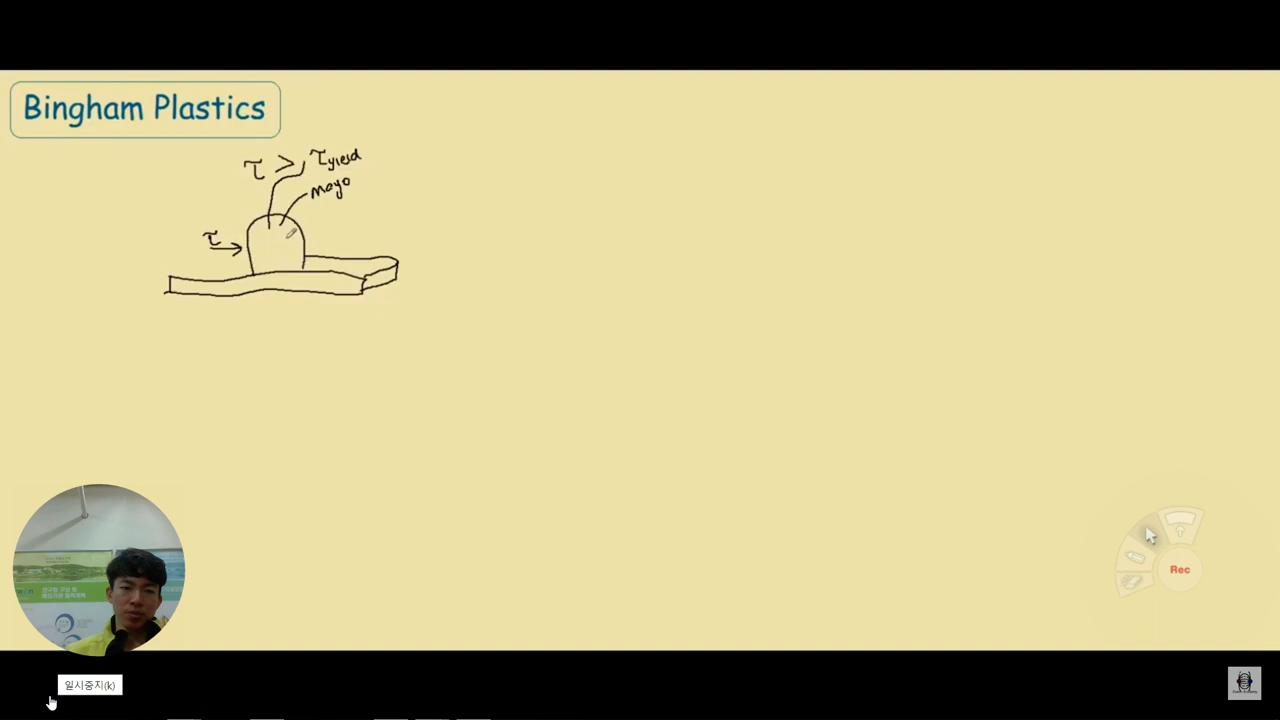 Bingham Plastics
τ > τyield
mayo
τ
Rec
일시중지(k)